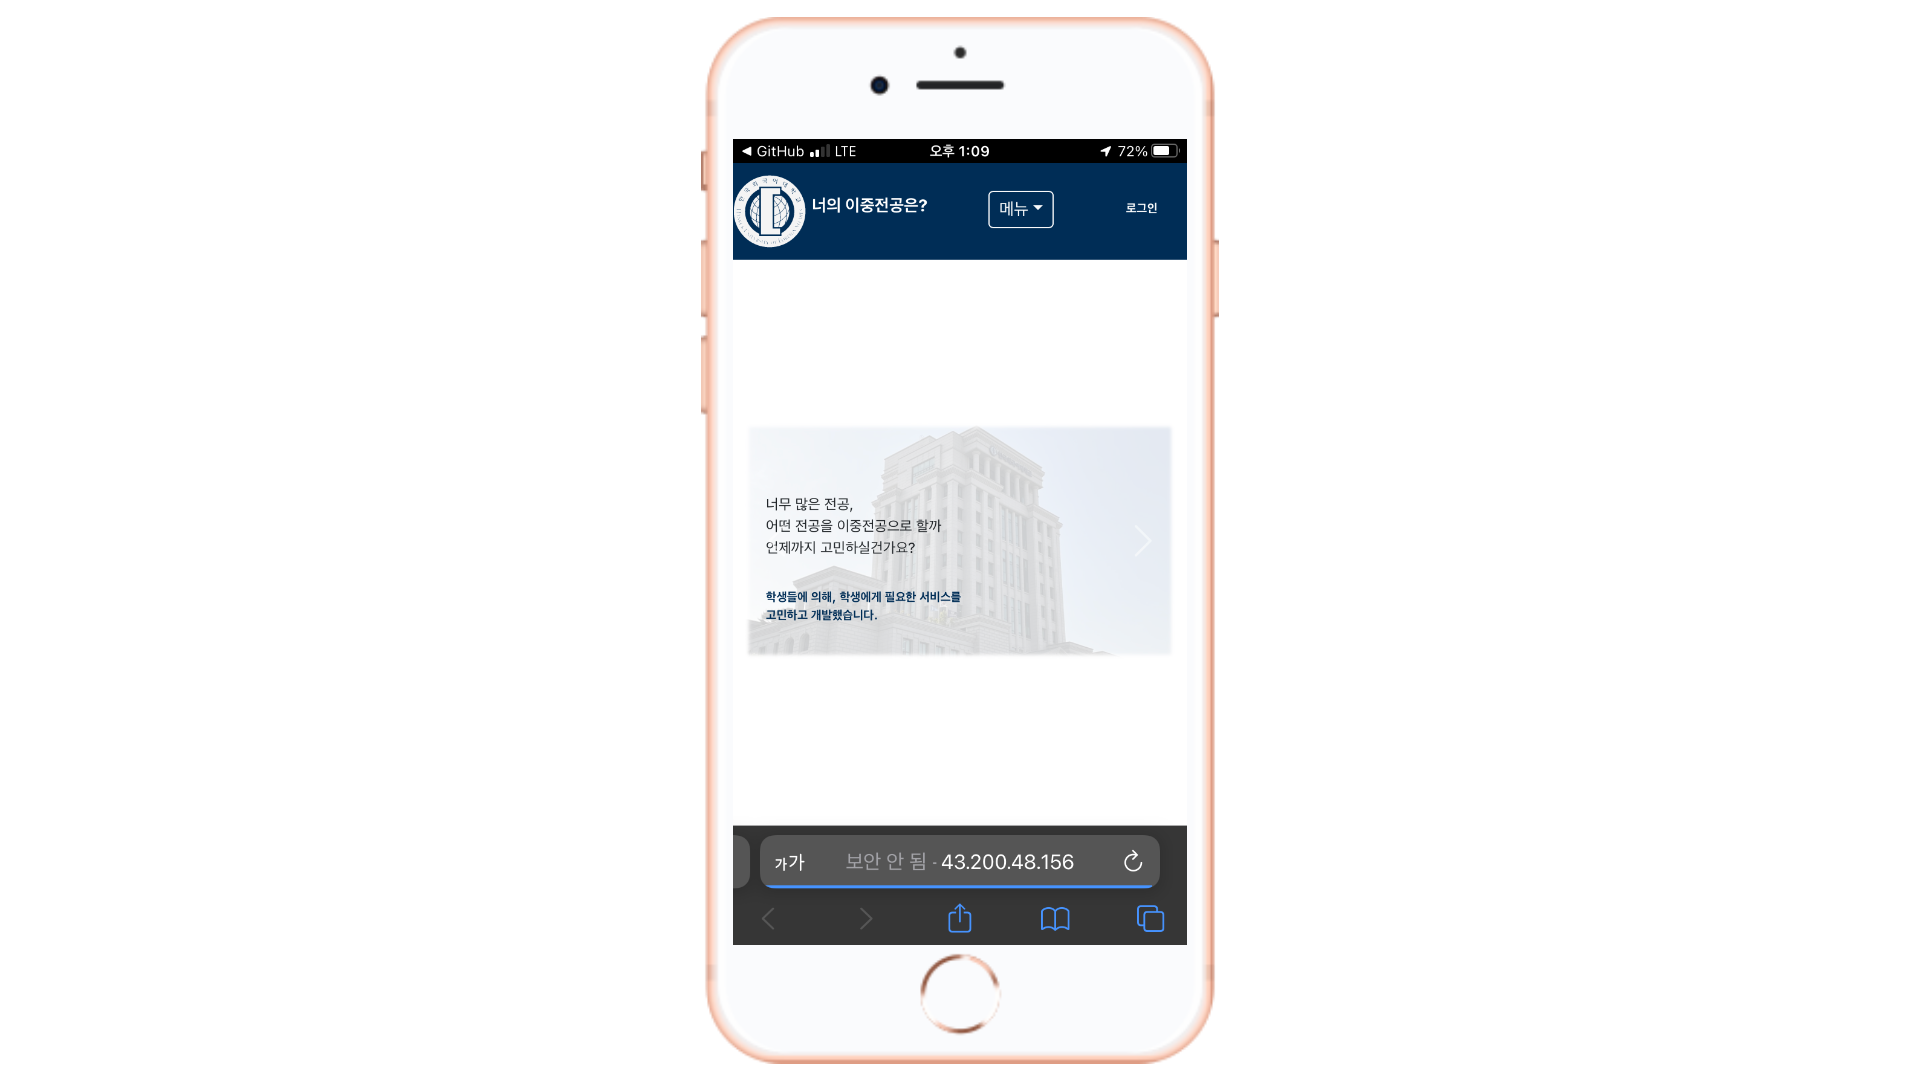 ◀ GitHub LTE 오후 1:09 72%
너의 이중전공은? 메뉴 로그인
너무 많은 전공,
어떤 전공을 이중전공으로 할까
언제까지 고민하실건가요?
학생들에 의해, 학생에게 필요한 서비스를
고민하고 개발했습니다.
가가 보안 안 됨 - 43.200.48.156